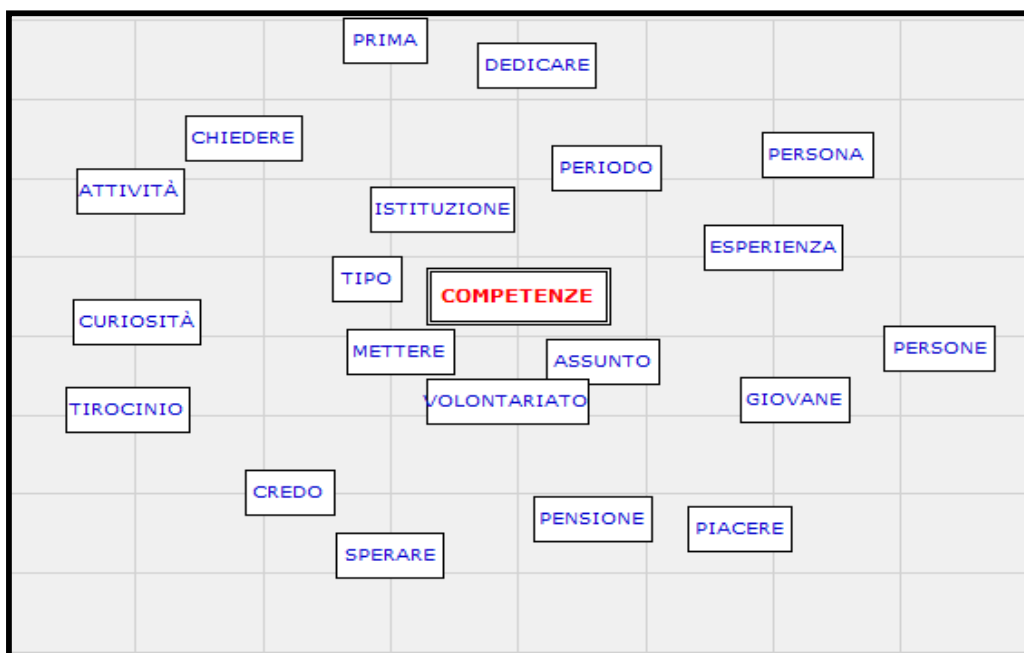 PRIMA
DEDICARE
CHIEDERE
PERIODO
PERSONA
ATTIVITÀ
ISTITUZIONE
ESPERIENZA
TIPO
COMPETENZE
CURIOSITÀ
METTERE
ASSUNTO
PERSONE
TIROCINIO
VOLONTARIATO
GIOVANE
CREDO
PENSIONE
PIACERE
SPERARE